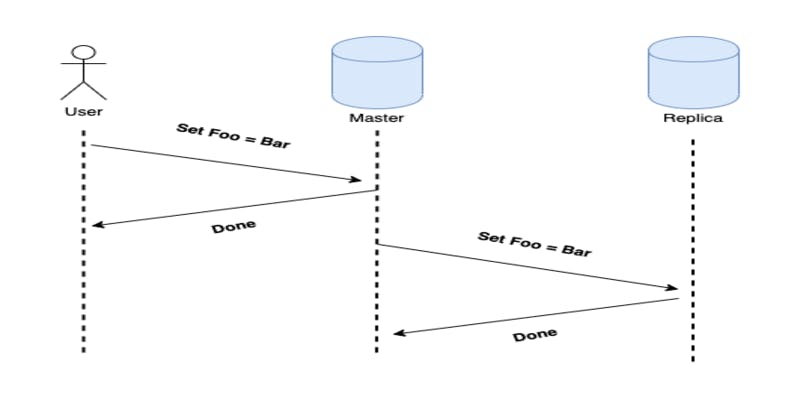 User
Master
Replica
Set Foo = Bar
Done
Set Foo = Bar
Done